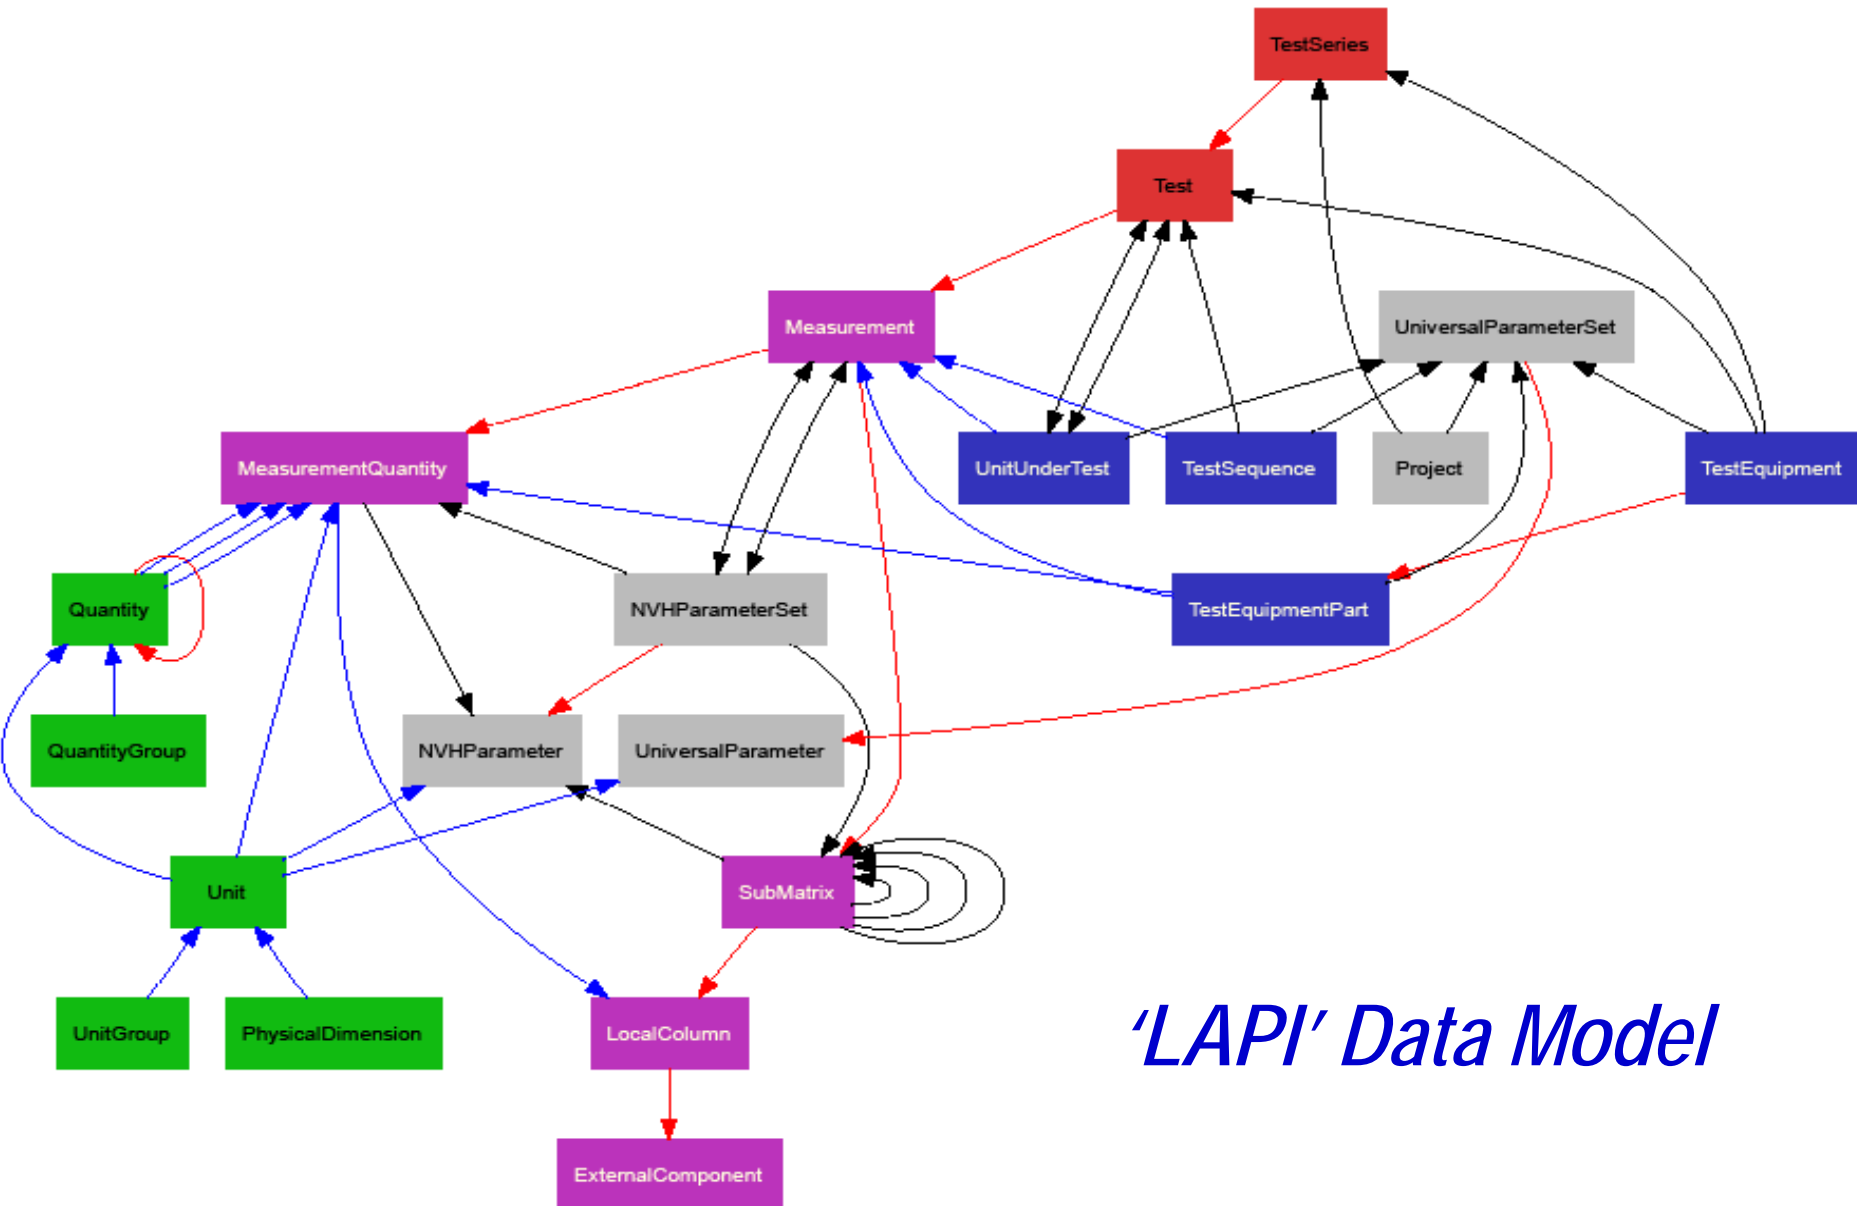 TestSeries
Test
Measurement
UniversalParameterSet
MeasurementQuantity
UnitUnderTest
TestSequence
Project
TestEquipment
Quantity
NVHParameterSet
TestEquipmentPart
QuantityGroup
NVHParameter
UniversalParameter
Unit
SubMatrix
UnitGroup
PhysicalDimension
LocalColumn
‘LAPI’ Data Model
ExternalComponent